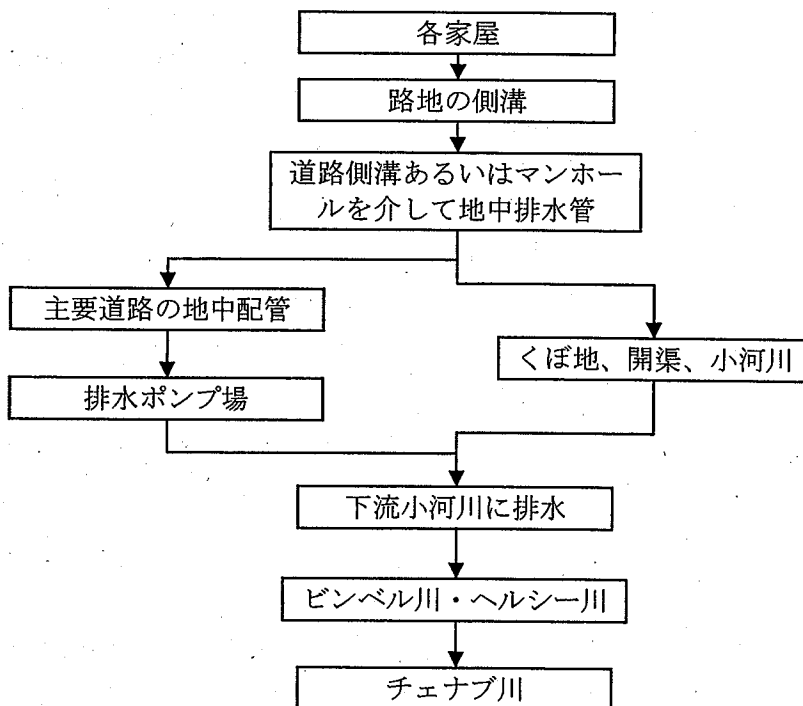 各家屋
路地の側溝
道路側溝あるいはマンホー
ルを介して地中排水管
主要道路の地中配管
くぼ地、開渠、小河川
排水ポンプ場
下流小河川に排水
ビンベル川・ヘルシー川
チェナブ川